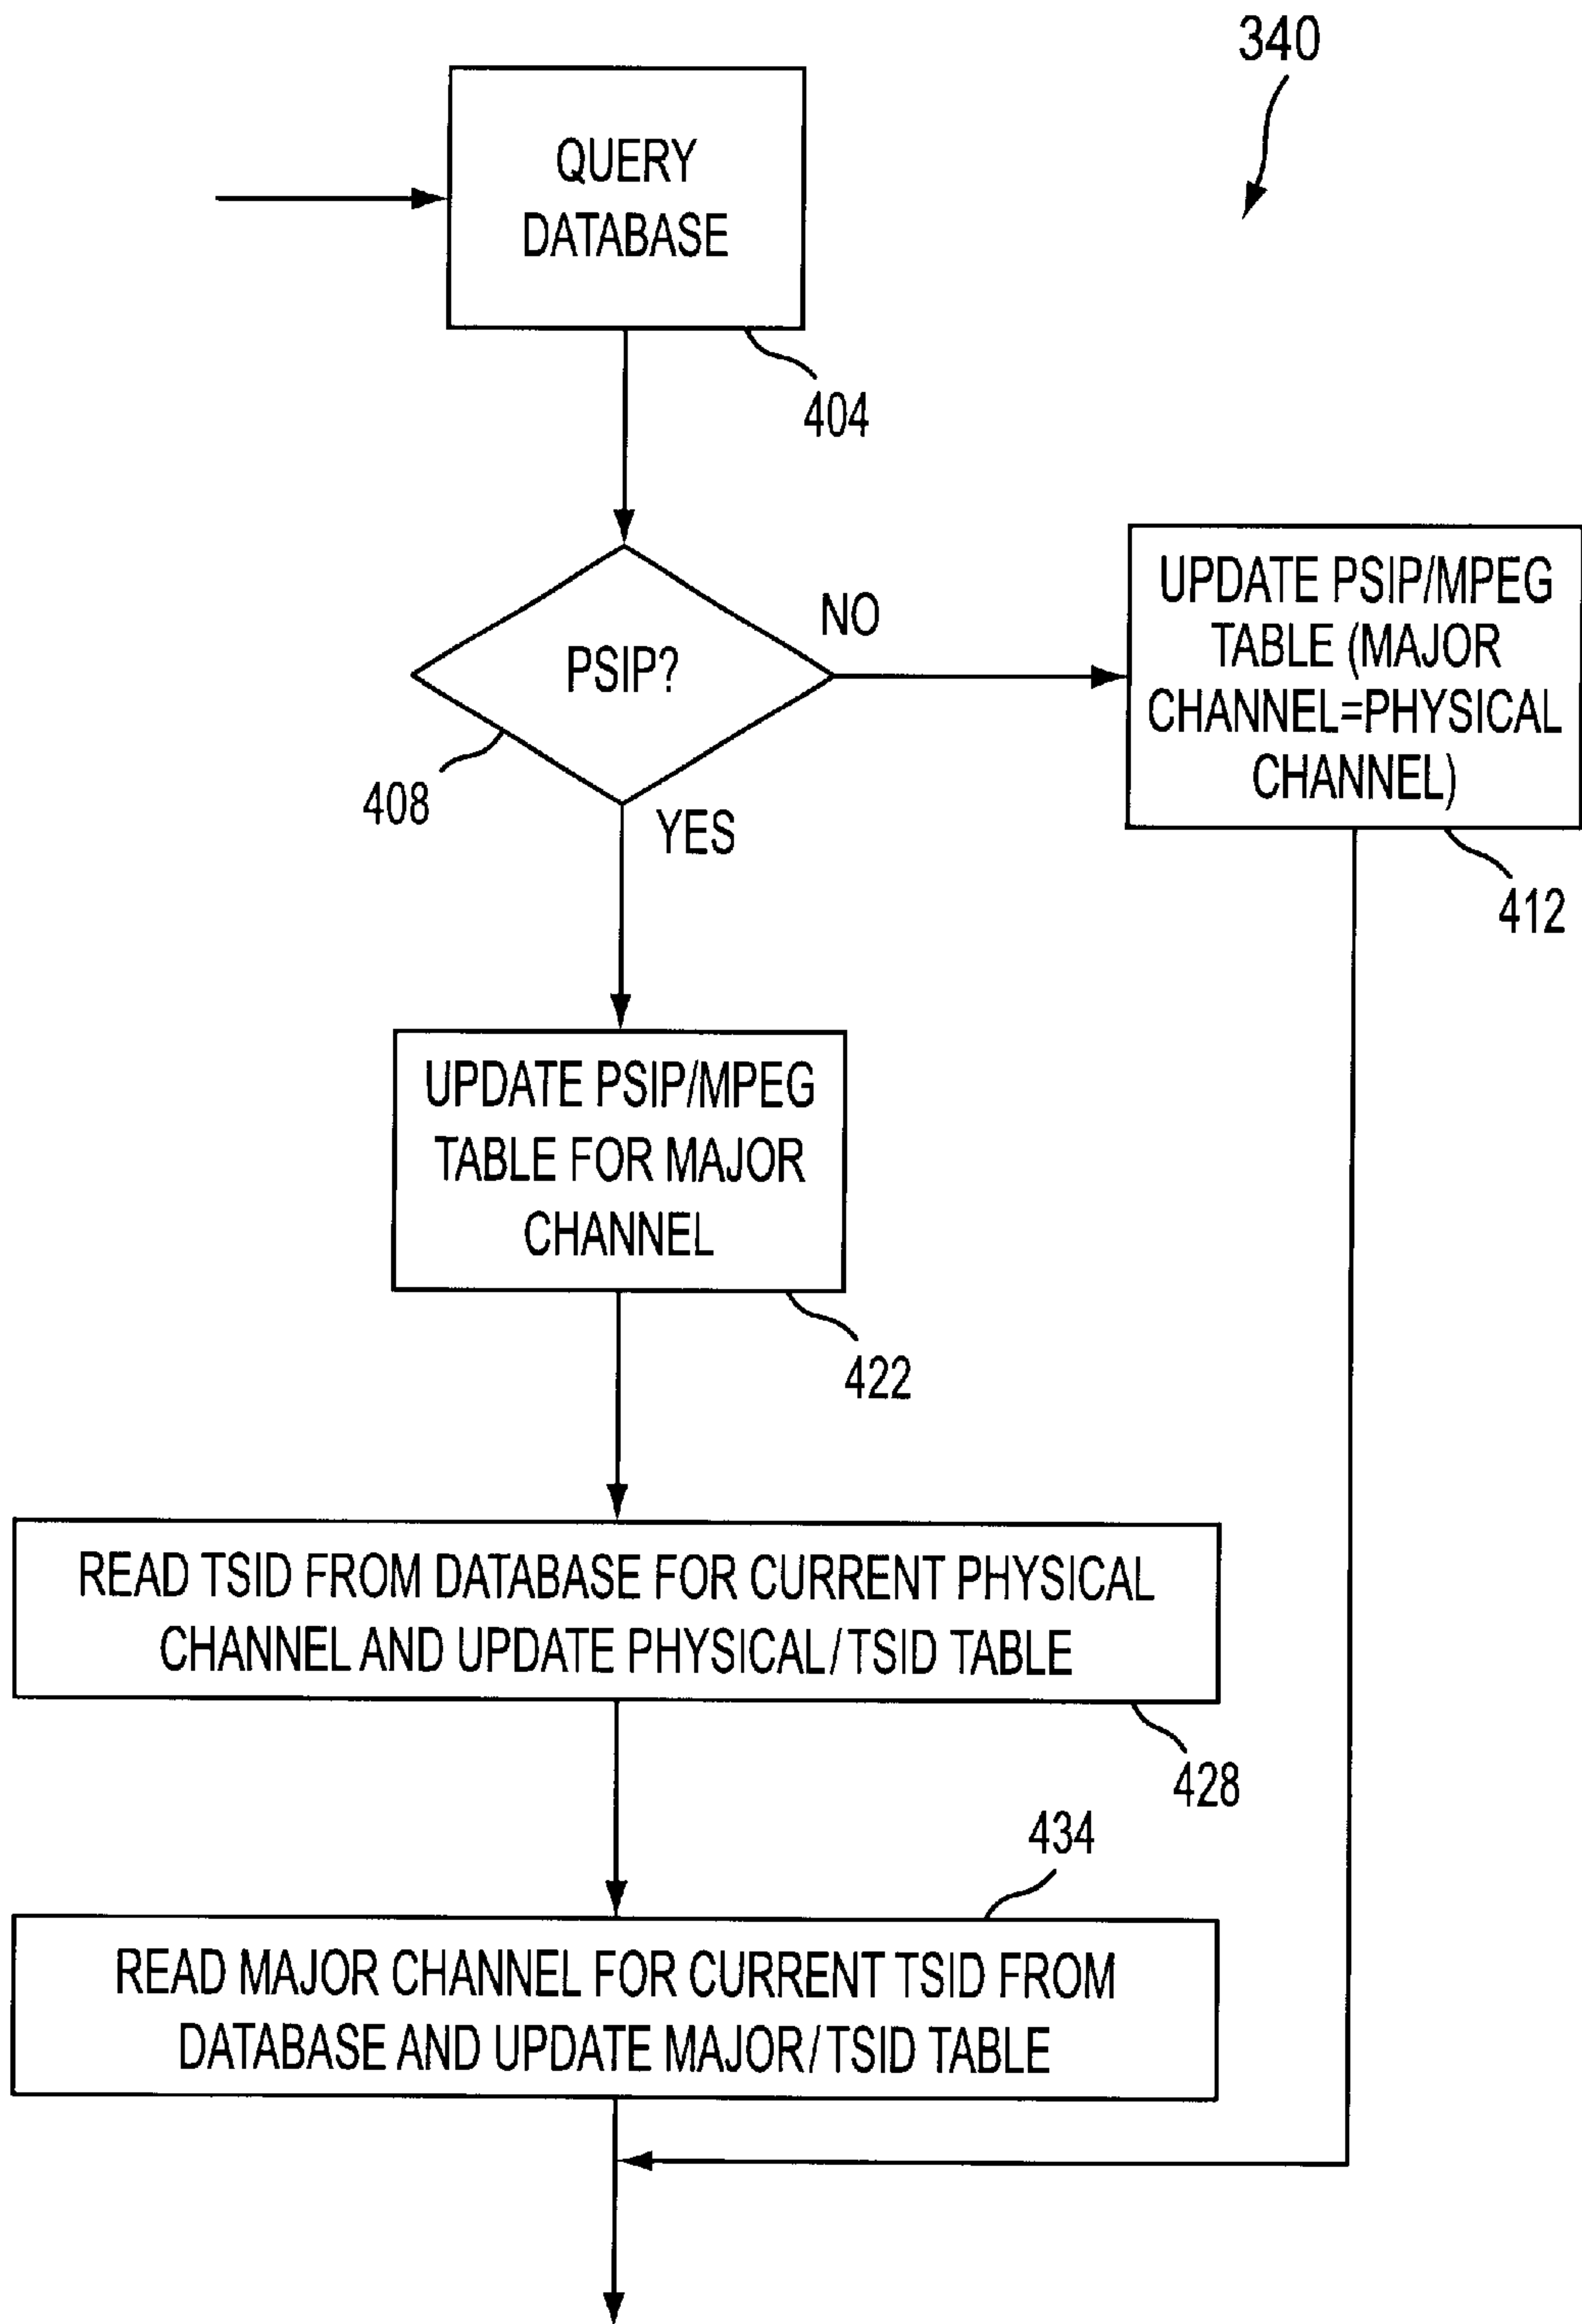 340
QUERY
DATABASE
404
PSIP?
NO
408
YES
UPDATE PSIP/MPEG
TABLE (MAJOR
CHANNEL=PHYSICAL
CHANNEL)
412
UPDATE PSIP/MPEG
TABLE FOR MAJOR
CHANNEL
422
READ TSID FROM DATABASE FOR CURRENT PHYSICAL
CHANNEL AND UPDATE PHYSICAL/TSID TABLE
428
434
READ MAJOR CHANNEL FOR CURRENT TSID FROM
DATABASE AND UPDATE MAJOR/TSID TABLE